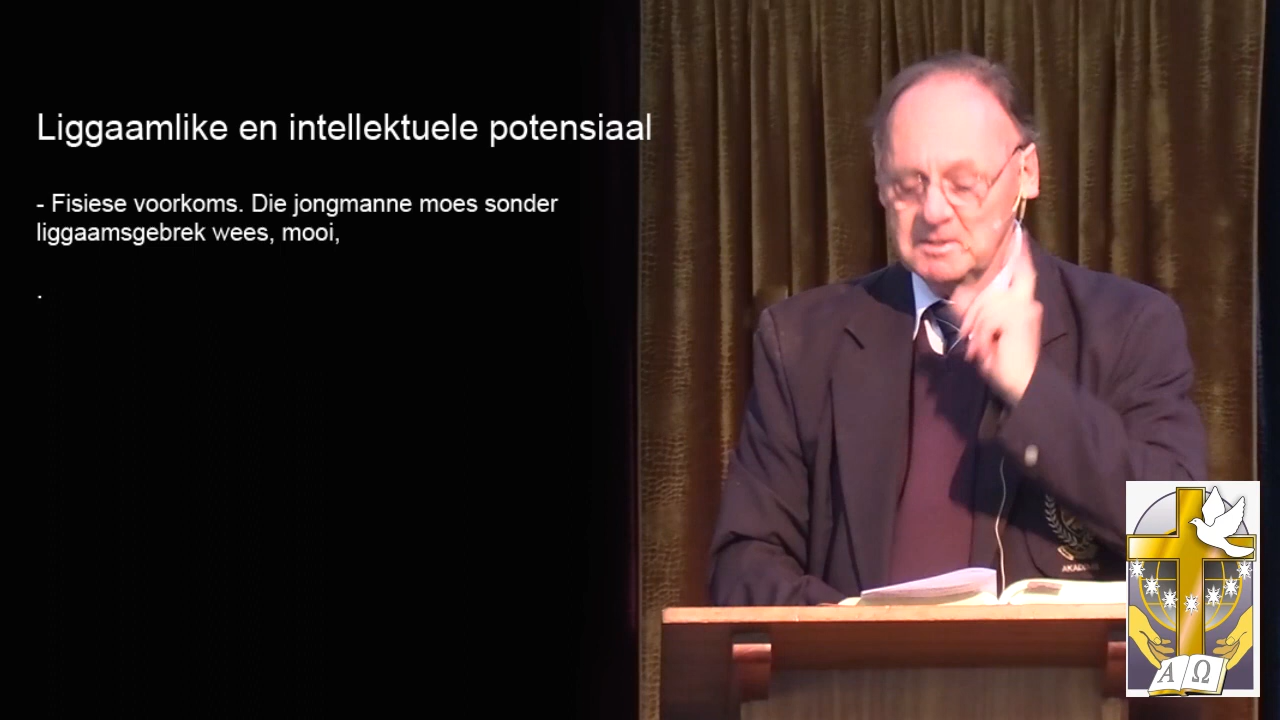 Liggaamlike en intellektuele potensiaal
- Fisiese voorkoms. Die jongmanne moes sonder
liggaamsgebrek wees, mooi,
.
A Ω